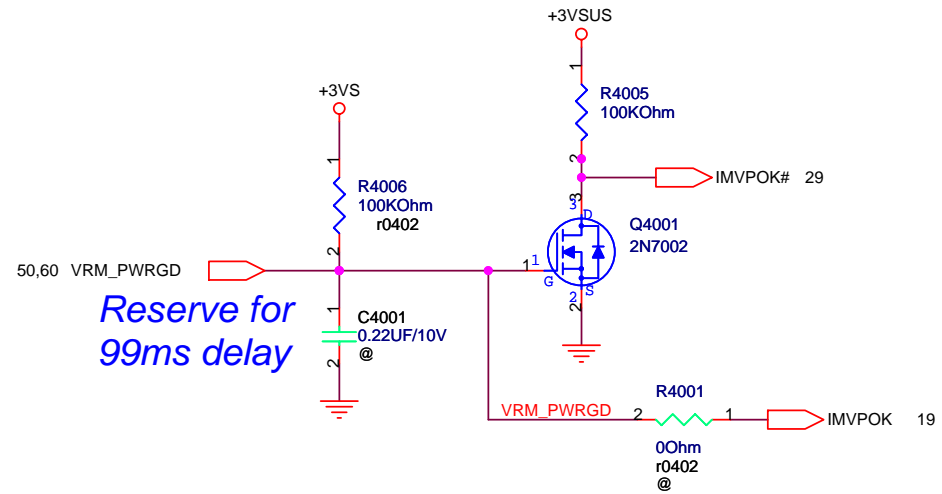 +3VSUS
+3VS
1
R4005
100KOhm
2
1
R4006
100KOhm
r0402
2
IMVPOK# 29
3
3
D
Q4001
2N7002
50,60 VRM_PWRGD
1
1
G
2
S
2
Reserve for
99ms delay
1
C4001
0.22UF/10V
@
2
R4001
VRM_PWRGD
2
1
IMVPOK 19
0Ohm
r0402
@